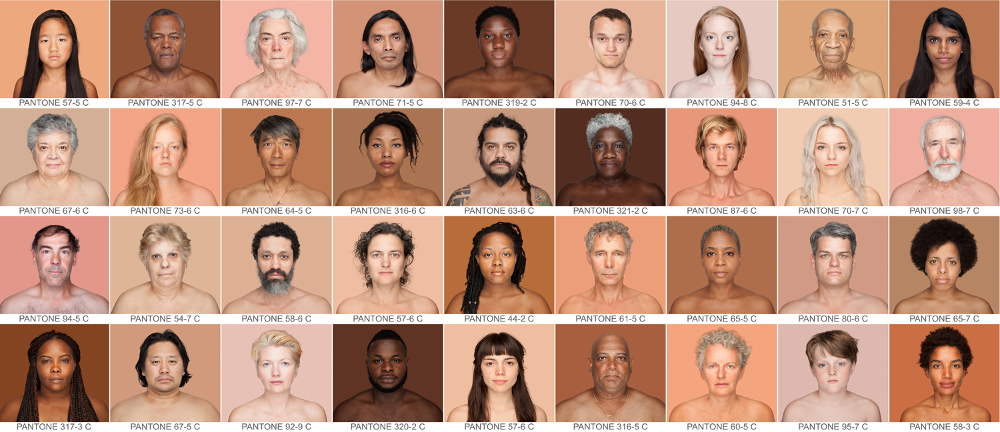 PANTONE 57-5 C
PANTONE 317-5 C
PANTONE 97-7 C
PANTONE 71-5 C
PANTONE 319-2 C
PANTONE 70-6 C
PANTONE 94-8 C
PANTONE 51-5 C
PANTONE 59-4 C
PANTONE 67-6 C
PANTONE 73-6 C
PANTONE 64-5 C
PANTONE 316-6 C
PANTONE 63-6 C
PANTONE 321-2 C
PANTONE 87-6 C
PANTONE 70-7 C
PANTONE 98-7 C
PANTONE 94-5 C
PANTONE 54-7 C
PANTONE 58-6 C
PANTONE 57-6 C
PANTONE 44-2 C
PANTONE 61-5 C
PANTONE 65-5 C
PANTONE 80-6 C
PANTONE 65-7 C
PANTONE 317-3 C
PANTONE 67-5 C
PANTONE 92-9 C
PANTONE 320-2 C
PANTONE 57-6 C
PANTONE 316-5 C
PANTONE 60-5 C
PANTONE 95-7 C
PANTONE 58-3 C